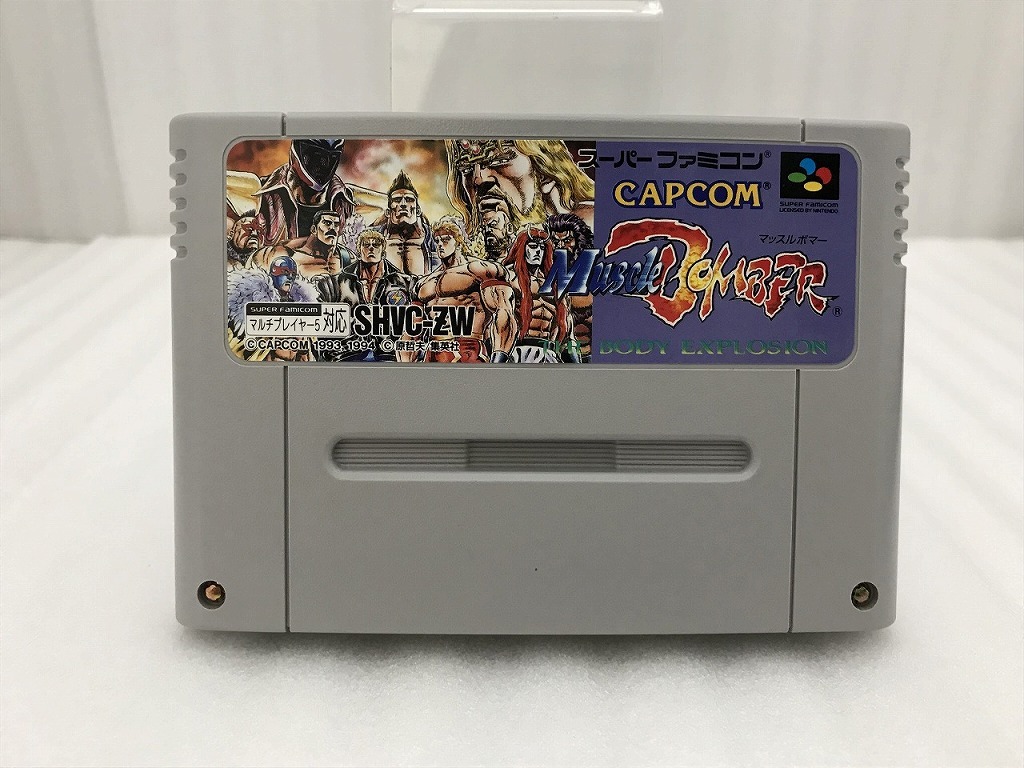 スーパーファミコン®
CAPCOM®
SUPER FAMICOM
LICENSED BY NINTENDO
マッスルボマー
Muscle Bomber®
THE BODY EXPLOSION
SUPER FAMICOM
マルチプレイヤー5 対応
SHVC-ZW
©CAPCOM 1993, 1994 ©原哲夫/集英社